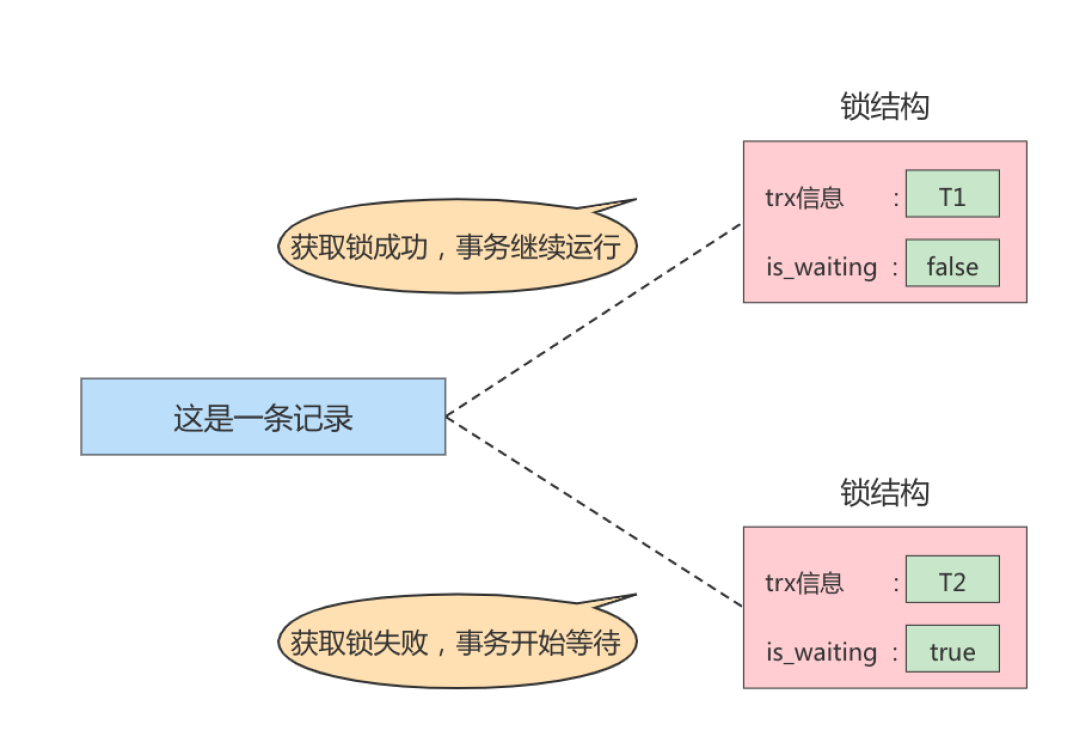 锁结构
trx信息 : T1
获取锁成功，事务继续运行
is_waiting : false
这是一条记录
锁结构
trx信息 : T2
获取锁失败，事务开始等待
is_waiting : true